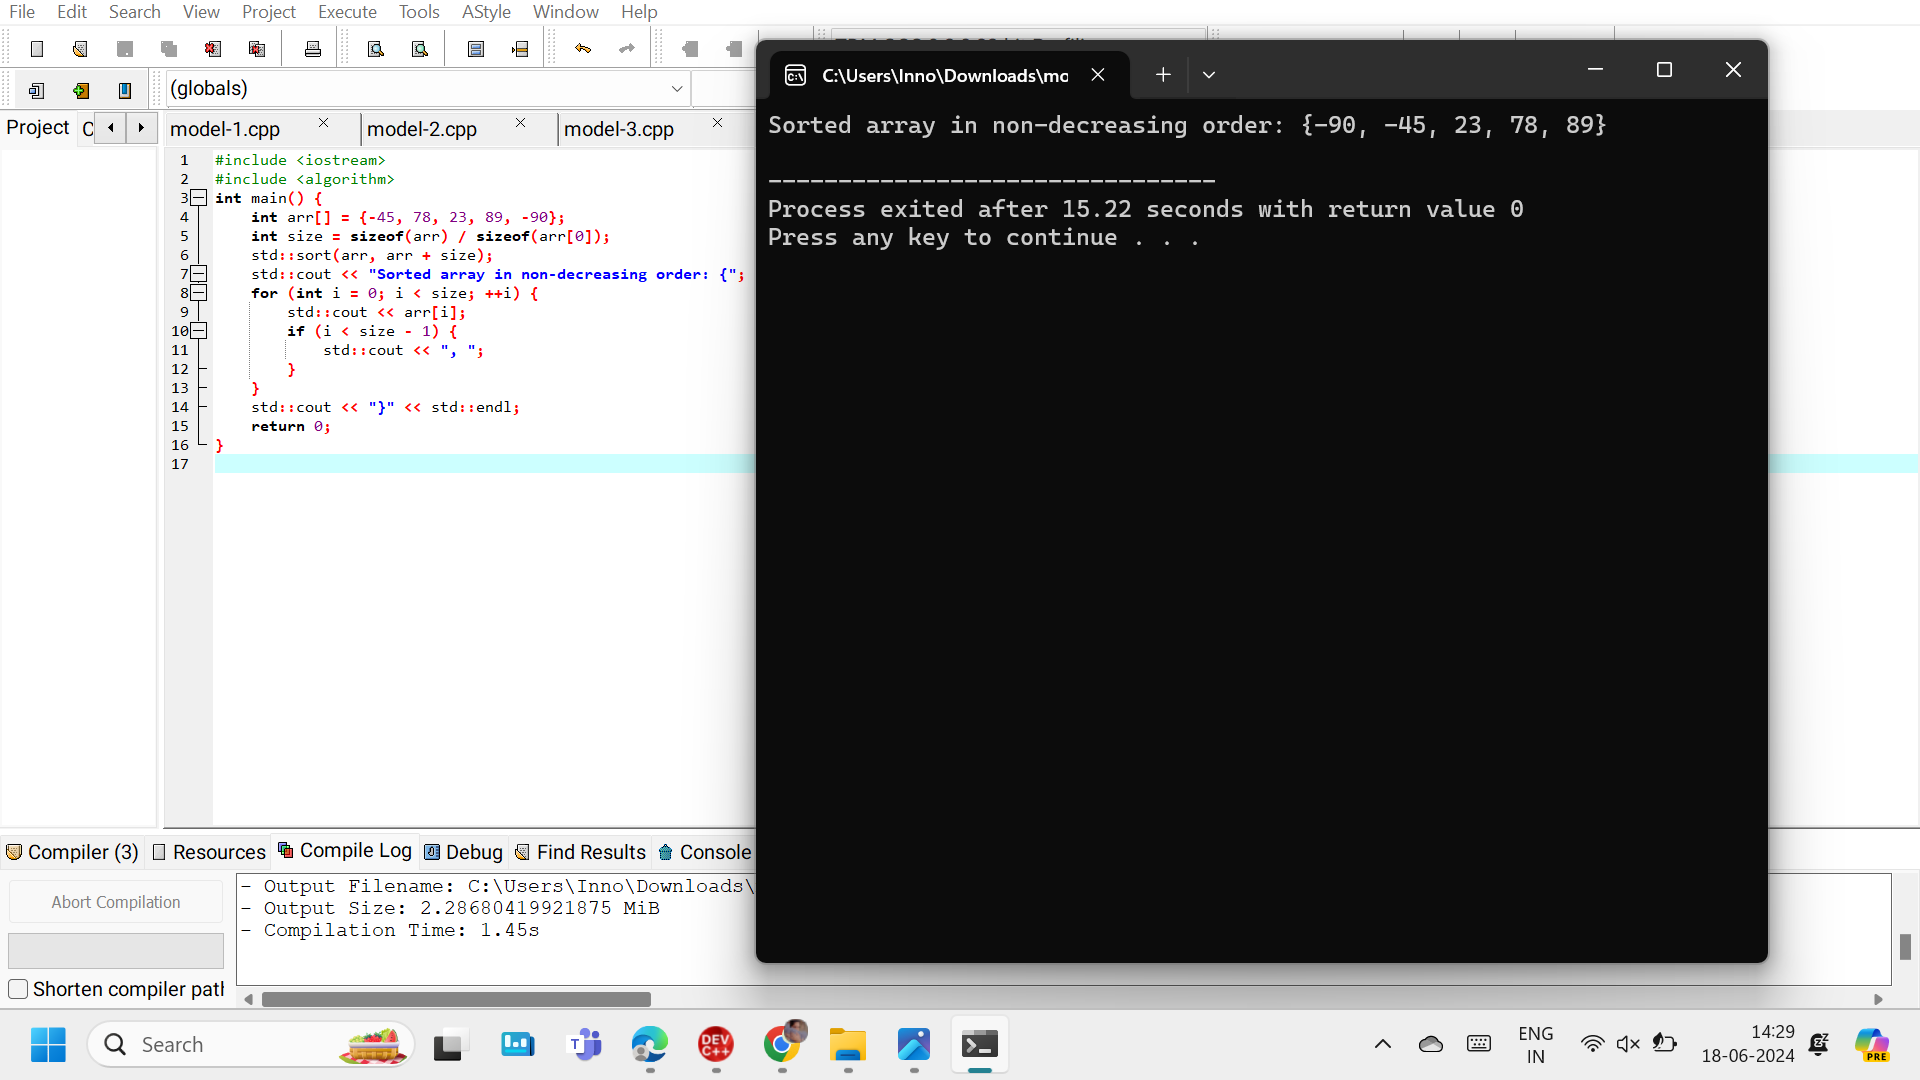 File Edit Search View Project Execute Tools AStyle Window Help
(globals)
Project
model-1.cpp model-2.cpp model-3.cpp
1 #include <iostream>
2 #include <algorithm>
3 int main() {
4 int arr[] = {-45, 78, 23, 89, -90};
5 int size = sizeof(arr) / sizeof(arr[0]);
6 std::sort(arr, arr + size);
7 std::cout << "Sorted array in non-decreasing order: {";
8 for (int i = 0; i < size; ++i) {
9 std::cout << arr[i];
10 if (i < size - 1) {
11 std::cout << ", ";
12 }
13 }
14 std::cout << "}" << std::endl;
15 return 0;
16 }
17
C:\Users\Inno\Downloads\mo
Sorted array in non-decreasing order: {-90, -45, 23, 78, 89}
--------------------------------
Process exited after 15.22 seconds with return value 0
Press any key to continue . . .
Compiler (3) Resources Compile Log Debug Find Results Console
Abort Compilation
Shorten compiler path
- Output Filename: C:\Users\Inno\Downloads\
- Output Size: 2.28680419921875 MiB
- Compilation Time: 1.45s
Search
DEV
C++
ENG
IN
14:29
18-06-2024
PRE